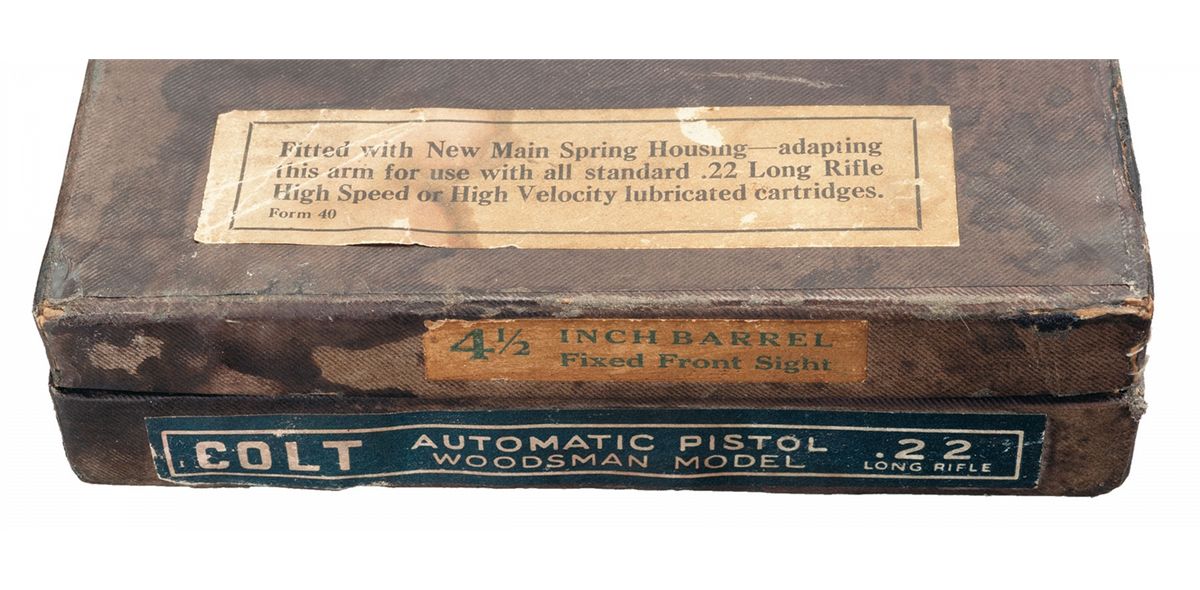 Fitted with New Main Spring Housing—adapting
this arm for use with all standard .22 Long Rifle
High Speed or High Velocity lubricated cartridges.
Form 40
4½ INCH BARREL
Fixed Front Sight
COLT AUTOMATIC PISTOL .22
WOODSMAN MODEL LONG RIFLE